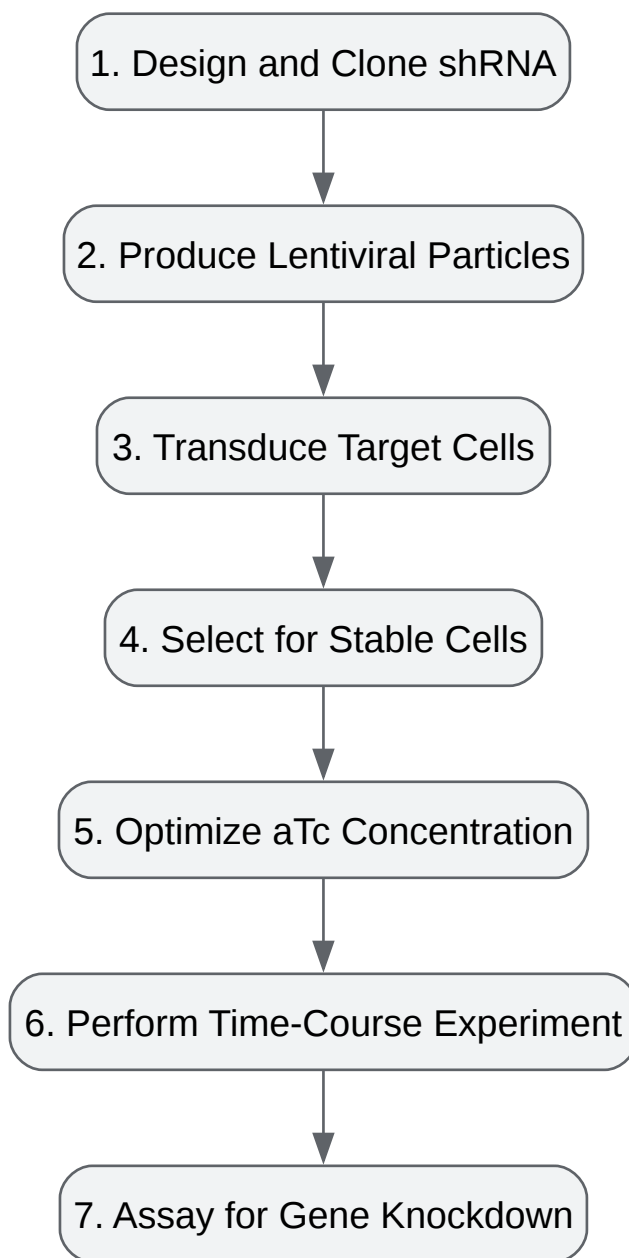 1. Design and Clone shRNA
2. Produce Lentiviral Particles
3. Transduce Target Cells
4. Select for Stable Cells
5. Optimize aTc Concentration
6. Perform Time-Course Experiment
7. Assay for Gene Knockdown